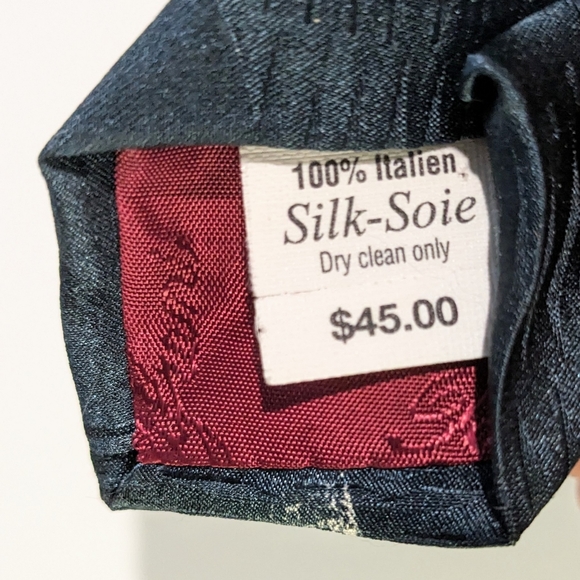 100% Italien
Silk-Soie
Dry clean only
$45.00